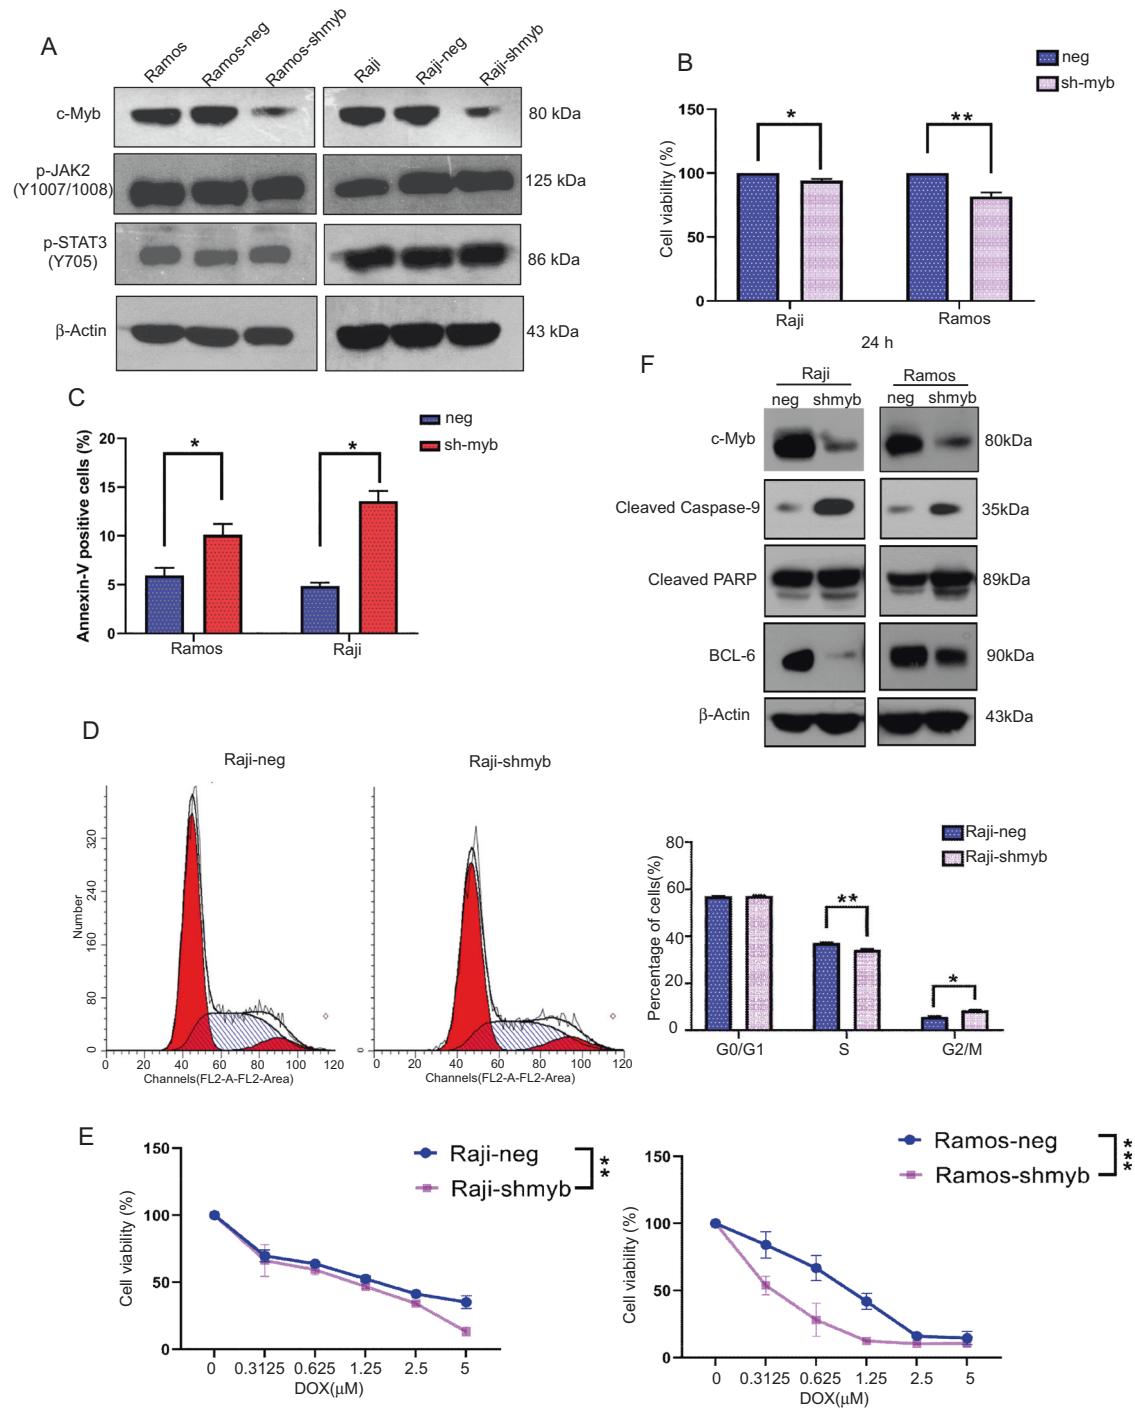 A
Ramos
Ramos-neg
Ramos-shmyb
Raji
Raji-neg
Raji-shmyb
c-Myb
80 kDa
p-JAK2
(Y1007/1008)
125 kDa
p-STAT3
(Y705)
86 kDa
β-Actin
43 kDa
B
neg
sh-myb
Cell viability (%)
150
100
50
0
*
**
Raji
Ramos
24 h
C
neg
sh-myb
Annexin-V positive cells (%)
20
15
10
5
0
*
*
Ramos
Raji
F
Raji
Ramos
neg
shmyb
neg
shmyb
c-Myb
80kDa
Cleaved Caspase-9
35kDa
Cleaved PARP
89kDa
BCL-6
90kDa
β-Actin
43kDa
D
Raji-neg
Raji-shmyb
Number
320
240
160
80
0
0 20 40 60 80 100 120
Channels(FL2-A-FL2-Area)
0 20 40 60 80 100 120
Channels(FL2-A-FL2-Area)
Raji-neg
Raji-shmyb
Percentage of cells(%)
80
60
40
20
0
**
*
G0/G1
S
G2/M
E
Raji-neg
Raji-shmyb
**
Cell viability (%)
150
100
50
0
0 0.3125 0.625 1.25 2.5 5
DOX(μM)
Ramos-neg
Ramos-shmyb
***
Cell viability (%)
150
100
50
0
0 0.3125 0.625 1.25 2.5 5
DOX(μM)